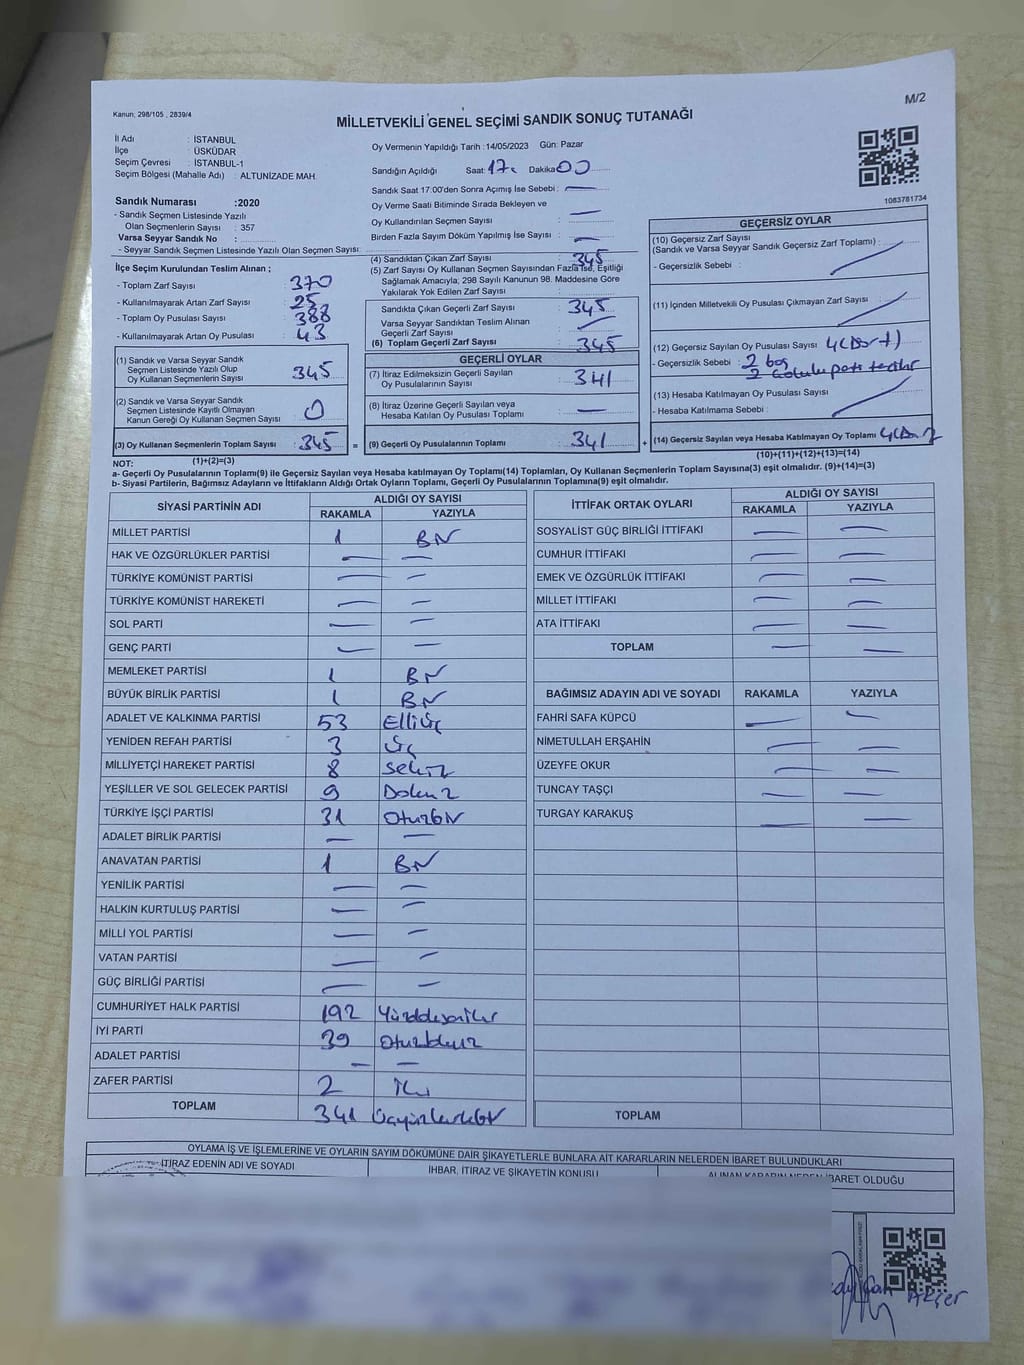 M/2
Kanun, 298/105 , 2839/4
MİLLETVEKİLİ GENEL SEÇİMİ SANDIK SONUÇ TUTANAĞI
İl Adı : İSTANBUL
İlçe : ÜSKÜDAR
Seçim Çevresi : İSTANBUL-1
Seçim Bölgesi (Mahalle Adı) : ALTUNİZADE MAH.
Sandık Numarası :2020
- Sandık Seçmen Listesinde Yazılı
Olan Seçmenlerin Sayısı : 357
Varsa Seyyar Sandık No :
- Seyyar Sandık Seçmen Listesinde Yazılı Olan Seçmen Sayısı:
İlçe Seçim Kurulundan Teslim Alınan ;
- Toplam Zarf Sayısı : 370
- Kullanılmayarak Artan Zarf Sayısı : 25
- Toplam Oy Pusulası Sayısı : 388
- Kullanılmayarak Artan Oy Pusulası : 43
(1) Sandık ve Varsa Seyyar Sandık
Seçmen Listesinde Yazılı Olup
Oy Kullanan Seçmenlerin Sayısı : 345
(2) Sandık ve Varsa Seyyar Sandık
Seçmen Listesinde Kayıtlı Olmayan
Kanun Gereği Oy Kullanan Seçmen Sayısı : 0
(3) Oy Kullanan Seçmenlerin Toplam Sayısı : 345
(1)+(2)=(3)
Oy Vermenin Yapıldığı Tarih :14/05/2023 Gün: Pazar
Sandığın Açıldığı Saat: 17. Dakika 00
Sandık Saat 17.00'den Sonra Açımış İse Sebebi : —
Oy Verme Saati Bitiminde Sırada Bekleyen ve
Oy Kullandırılan Seçmen Sayısı —
Birden Fazla Sayım Döküm Yapılmış İse Sayısı : —
(4) Sandıktan Çıkan Zarf Sayısı : 345
(5) Zarf Sayısı Oy Kullanan Seçmen Sayısından Fazla İse, Eşitliği
Sağlamak Amacıyla; 298 Sayılı Kanunun 98. Maddesine Göre
Yakılarak Yok Edilen Zarf Sayısı :
Sandıkta Çıkan Geçerli Zarf Sayısı : 345
Varsa Seyyar Sandıktan Teslim Alınan
Geçerli Zarf Sayısı : —
(6) Toplam Geçerli Zarf Sayısı : 345
GEÇERLİ OYLAR
(7) İtiraz Edilmeksizin Geçerli Sayılan
Oy Pusulasının Sayısı : 341
(8) İtiraz Üzerine Geçerli Sayılan veya
Hesaba Katılan Oy Pusulası Toplamı : —
= (9) Geçerli Oy Pusulalarının Toplamı : 341
1083781734
GEÇERSİZ OYLAR
(10) Geçersiz Zarf Sayısı
(Sandık ve Varsa Seyyar Sandık Geçersiz Zarf Toplamı) :
- Geçersizlik Sebebi :
(11) İçinden Milletvekili Oy Pusulası Çıkmayan Zarf Sayısı :
(12) Geçersiz Sayılan Oy Pusulası Sayısı : 4(Dört)
- Geçersizlik Sebebi : 2 boş
2
(13) Hesaba Katılmayan Oy Pusulası Sayısı :
- Hesaba Katılmama Sebebi :
+ (14) Geçersiz Sayılan veya Hesaba Katılmayan Oy Toplamı
(10)+(11)+(12)+(13)=(14)
NOT:
a- Geçerli Oy Pusulalarının Toplamı(9) ile Geçersiz Sayılan veya Hesaba katılmayan Oy Toplamı(14) Toplamları, Oy Kullanan Seçmenlerin Toplam Sayısına(3) eşit olmalıdır. (9)+(14)=(3)
b- Siyasi Partilerin, Bağımsız Adayların ve İttifakların Aldığı Ortak Oyların Toplamı, Geçerli Oy Pusulalarının Toplamına(9) eşit olmalıdır.
SİYASİ PARTİNİN ADI ALDIĞI OY SAYISI
RAKAMLA YAZIYLA
MİLLET PARTİSİ 1 Bir
HAK VE ÖZGÜRLÜKLER PARTİSİ — —
TÜRKİYE KOMÜNİST PARTİSİ — —
TÜRKİYE KOMÜNİST HAREKETİ — —
SOL PARTİ — —
GENÇ PARTİ — —
MEMLEKET PARTİSİ 1 Bir
BÜYÜK BİRLİK PARTİSİ 1 Bir
ADALET VE KALKINMA PARTİSİ 53 Elliüç
YENİDEN REFAH PARTİSİ 3 Üç
MİLLİYETÇİ HAREKET PARTİSİ 8 Sekiz
YEŞİLLER VE SOL GELECEK PARTİSİ 9 Dokuz
TÜRKİYE İŞÇİ PARTİSİ 31 Otuzbir
ADALET BİRLİK PARTİSİ — —
ANAVATAN PARTİSİ 1 Bir
YENİLİK PARTİSİ — —
HALKIN KURTULUŞ PARTİSİ — —
MİLLİ YOL PARTİSİ — —
VATAN PARTİSİ — —
GÜÇ BİRLİĞİ PARTİSİ — —
CUMHURİYET HALK PARTİSİ 192 Yüzdoksaniki
İYİ PARTİ 39 Otuzdokuz
ADALET PARTİSİ — —
ZAFER PARTİSİ 2 İki
TOPLAM 341 Üçyüzkırkbir
İTTİFAK ORTAK OYLARI ALDIĞI OY SAYISI
RAKAMLA YAZIYLA
SOSYALİST GÜÇ BİRLİĞİ İTTİFAKI — —
CUMHUR İTTİFAKI — —
EMEK VE ÖZGÜRLÜK İTTİFAKI — —
MİLLET İTTİFAKI — —
ATA İTTİFAKI — —
TOPLAM — —
BAĞIMSIZ ADAYIN ADI VE SOYADI RAKAMLA YAZIYLA
FAHRİ SAFA KÜPCÜ — —
NİMETULLAH ERŞAHİN — —
ÜZEYFE OKUR — —
TUNCAY TAŞÇI — —
TURGAY KARAKUŞ — —
TOPLAM
OYLAMA İŞ VE İŞLEMLERİNE VE OYLARIN SAYIM DÖKÜMÜNE DAİR ŞİKAYETLERLE BUNLARA AİT KARARLARIN NELERDEN İBARET BULUNDUKLARI
İTİRAZ EDENİN ADI VE SOYADI İHBAR, İTİRAZ VE ŞİKAYETİN KONUSU ALINAN KARARIN NEDEN İBARET OLDUĞU